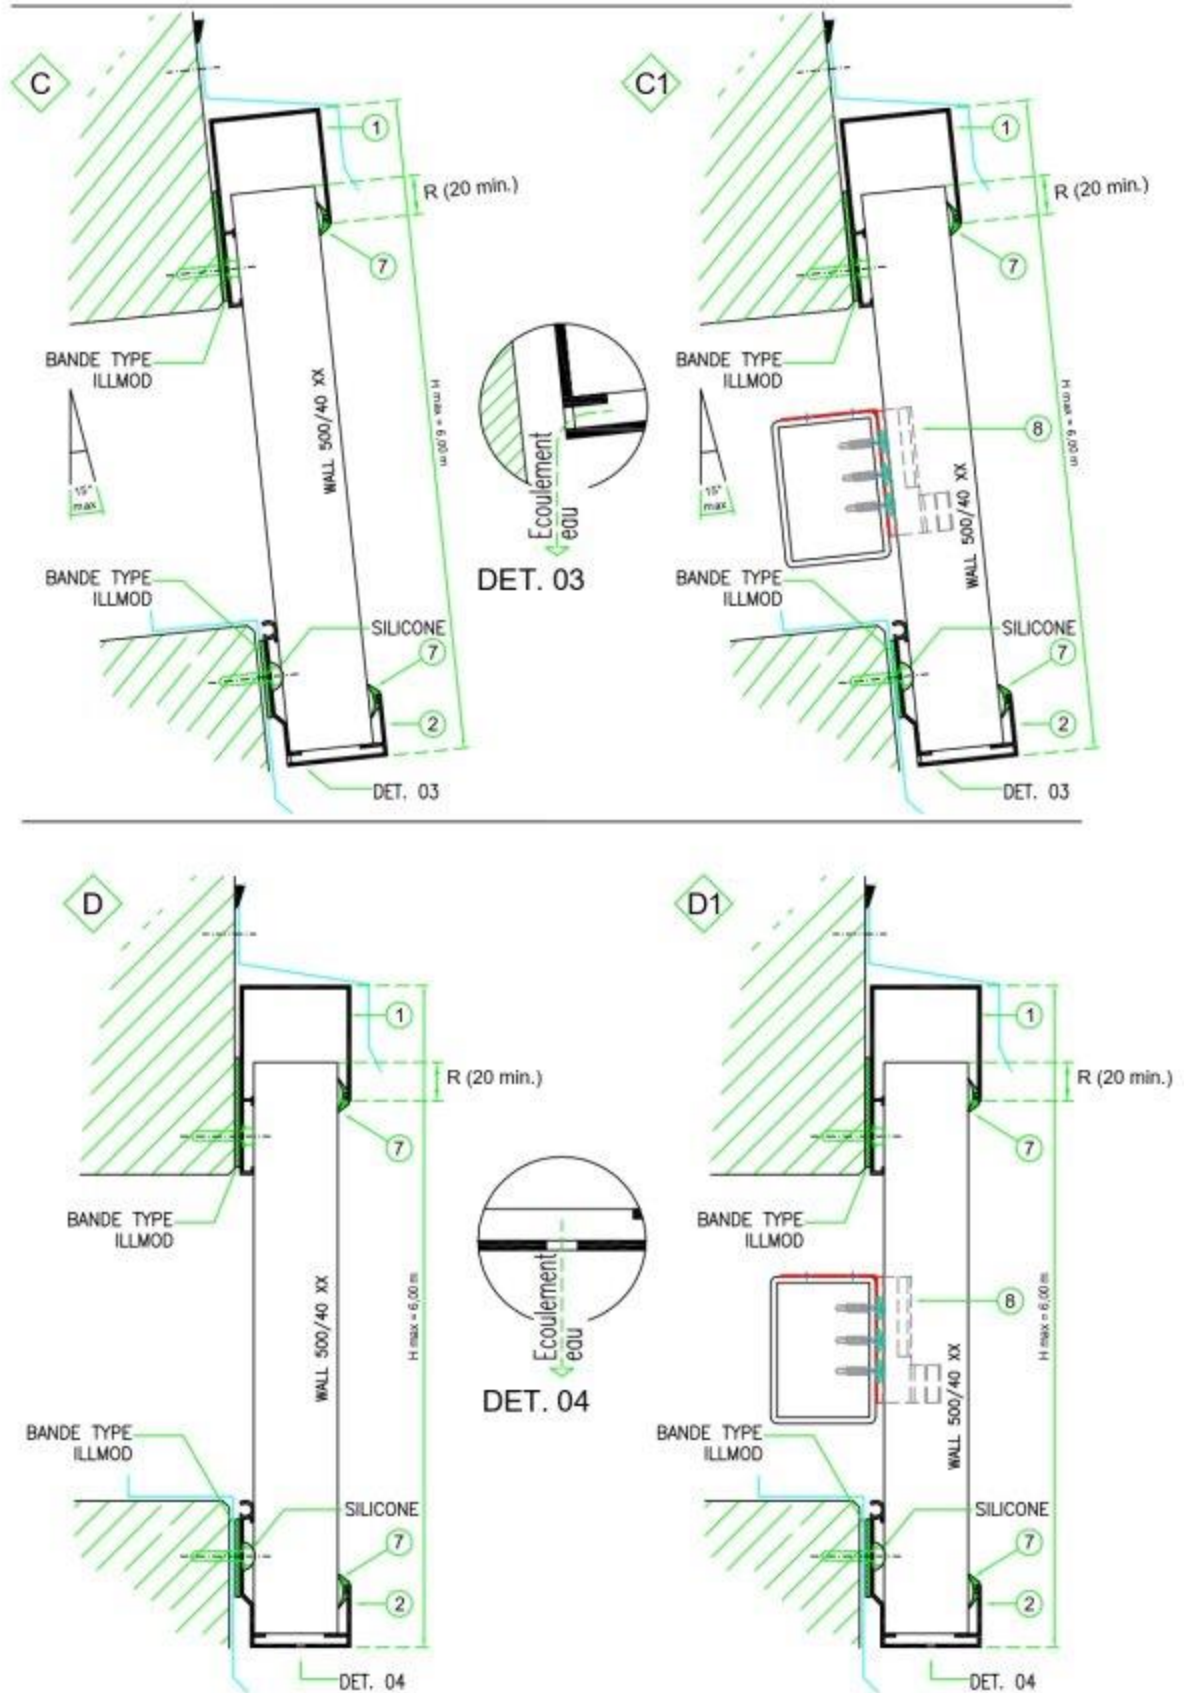 C
1
R (20 min.)
7
BANDE TYPE
ILLMOD
WALL 500/40 XX
H max = 6,00 m
15°
max
BANDE TYPE
ILLMOD
SILICONE
7
2
DET. 03
Ecoulement
eau
DET. 03
C1
1
R (20 min.)
7
BANDE TYPE
ILLMOD
8
WALL 500/40 XX
H max = 6,00 m
15°
max
BANDE TYPE
ILLMOD
SILICONE
7
2
DET. 03
D
1
R (20 min.)
7
BANDE TYPE
ILLMOD
WALL 500/40 XX
H max = 6,00 m
BANDE TYPE
ILLMOD
SILICONE
7
2
DET. 04
Ecoulement
eau
DET. 04
D1
1
R (20 min.)
7
BANDE TYPE
ILLMOD
8
WALL 500/40 XX
H max = 6,00 m
BANDE TYPE
ILLMOD
SILICONE
7
2
DET. 04